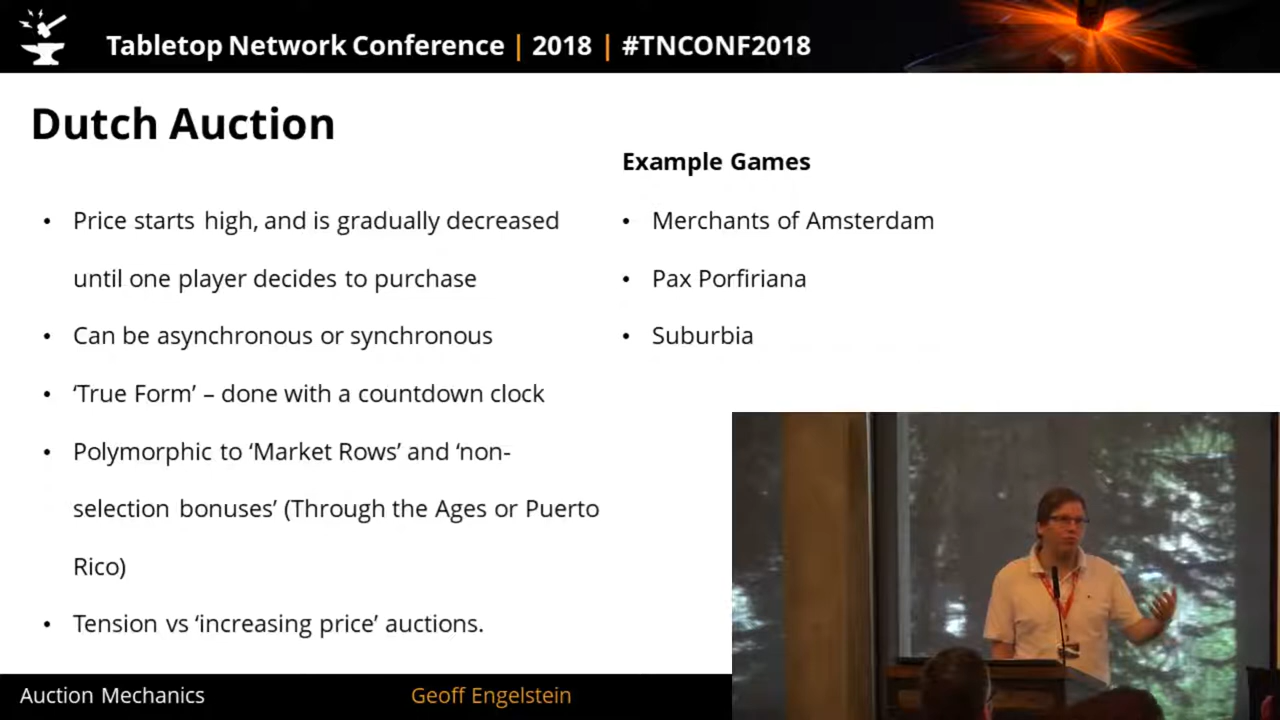 Tabletop Network Conference | 2018 | #TNCONF2018
Dutch Auction
• Price starts high, and is gradually decreased
until one player decides to purchase
• Can be asynchronous or synchronous
• ‘True Form’ – done with a countdown clock
• Polymorphic to ‘Market Rows’ and ‘non-
selection bonuses’ (Through the Ages or Puerto
Rico)
• Tension vs ‘increasing price’ auctions.
Example Games
• Merchants of Amsterdam
• Pax Porfiriana
• Suburbia
Auction Mechanics
Geoff Engelstein